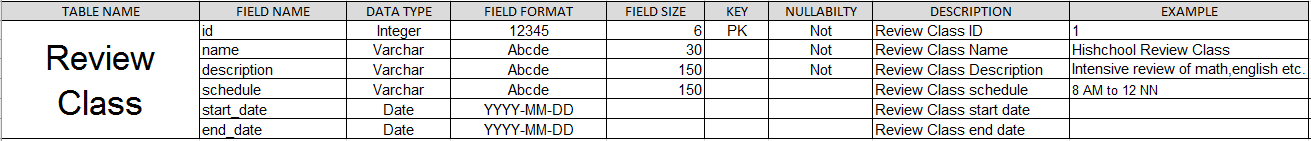 TABLE NAME FIELD NAME DATA TYPE FIELD FORMAT FIELD SIZE KEY NULLABILTY DESCRIPTION EXAMPLE
Review Class
id Integer 12345 6 PK Not Review Class ID 1
name Varchar Abcde 30 Not Review Class Name Hishchool Review Class
description Varchar Abcde 150 Not Review Class Description Intensive review of math,english etc.
schedule Varchar Abcde 150 Review Class schedule 8 AM to 12 NN
start_date Date YYYY-MM-DD Review Class start date
end_date Date YYYY-MM-DD Review Class end date